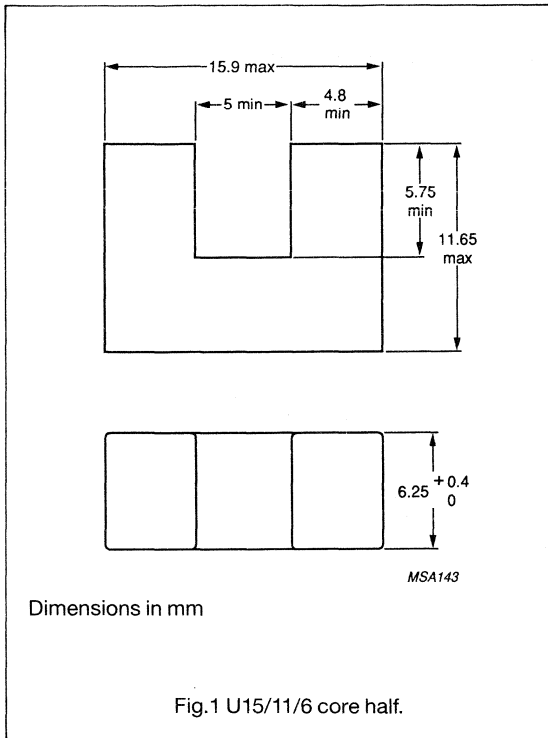 15.9 max
5 min
4.8
min
5.75
min
11.65
max
6.25 + 0.4
0
MSA143
Dimensions in mm
Fig.1 U15/11/6 core half.